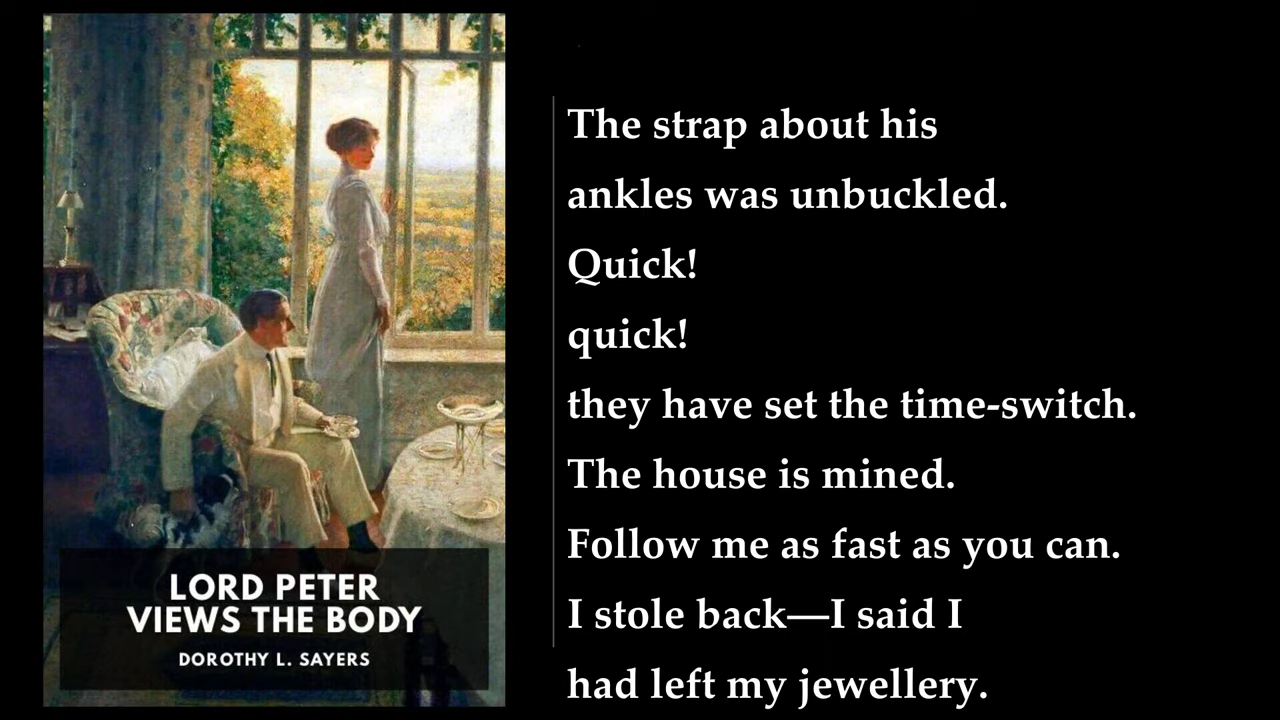 The strap about his
ankles was unbuckled.
Quick!
quick!
they have set the time-switch.
The house is mined.
Follow me as fast as you can.
I stole back—I said I
had left my jewellery.
LORD PETER
VIEWS THE BODY
DOROTHY L. SAYERS